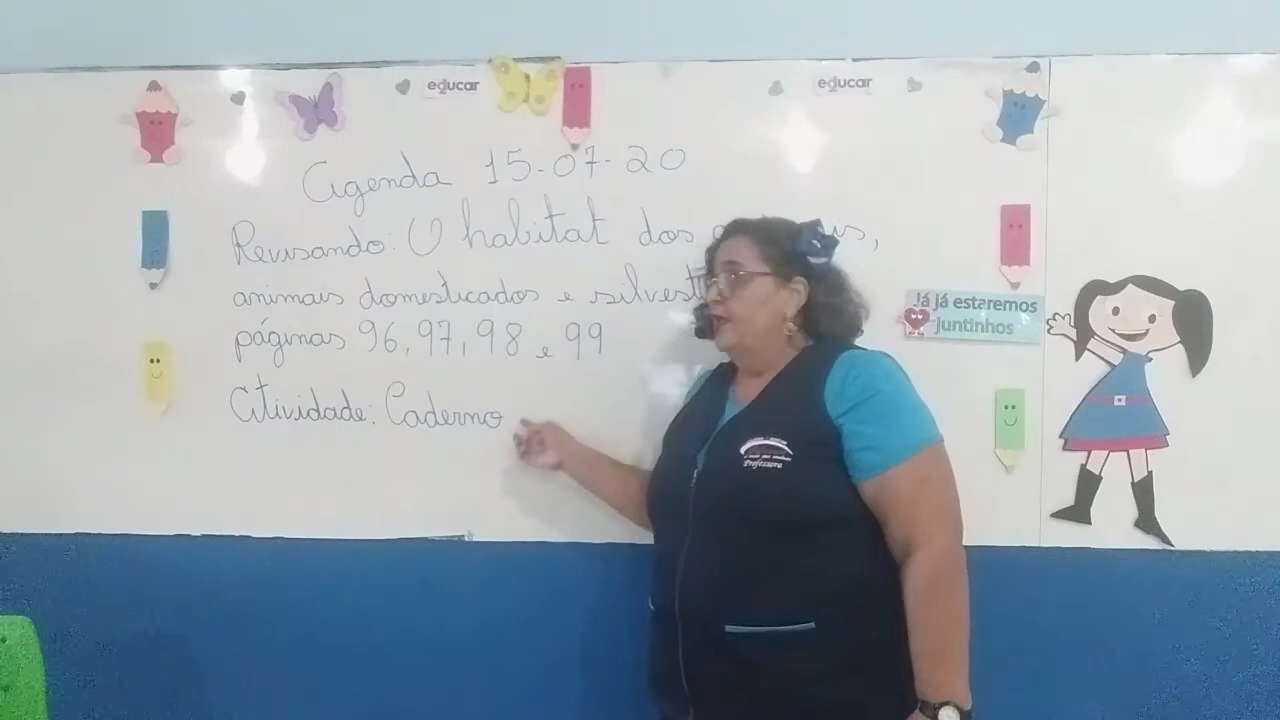 educar educar
Agenda 15-07-20
Revisando: O habitat dos
animais domesticados e
páginas 96, 97, 98 e 99
Atividade: Caderno
Já já estaremos
Juntinhos
Professora